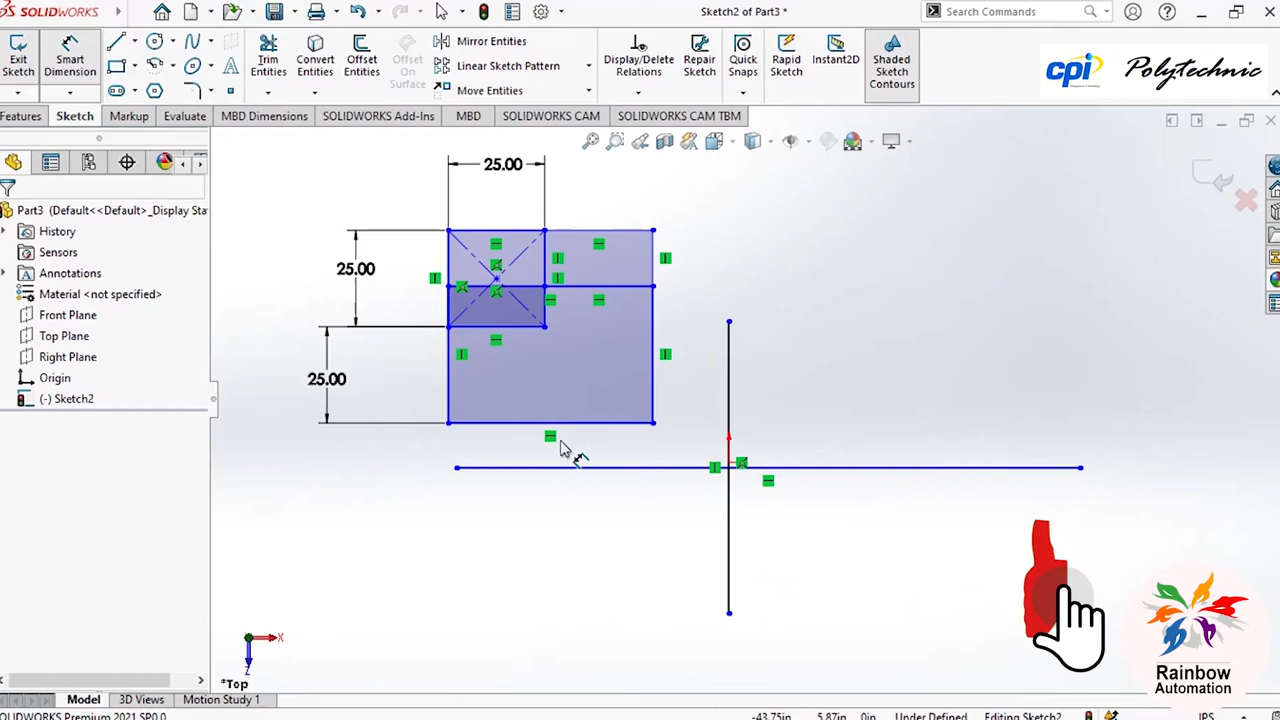 SOLIDWORKS
Sketch2 of Part3 *
Search Commands
Exit Sketch
Smart Dimension
Trim Entities
Convert Entities
Offset Entities
Offset On Surface
Mirror Entities
Linear Sketch Pattern
Move Entities
Display/Delete Relations
Repair Sketch
Quick Snaps
Rapid Sketch
Instant2D
Shaded Sketch Contours
cpi
Polytechnic
Features
Sketch
Markup
Evaluate
MBD Dimensions
SOLIDWORKS Add-Ins
MBD
SOLIDWORKS CAM
SOLIDWORKS CAM TBM
Part3 (Default<<Default>_Display Sta
History
Sensors
Annotations
Material <not specified>
Front Plane
Top Plane
Right Plane
Origin
(-) Sketch2
25.00
25.00
25.00
X
Z
*Top
Rainbow
Automation
Model
3D Views
Motion Study 1
SOLIDWORKS Premium 2021 SP0.0
-43.75in
5.87in
0in
Under Defined
Editing Sketch2
IPS